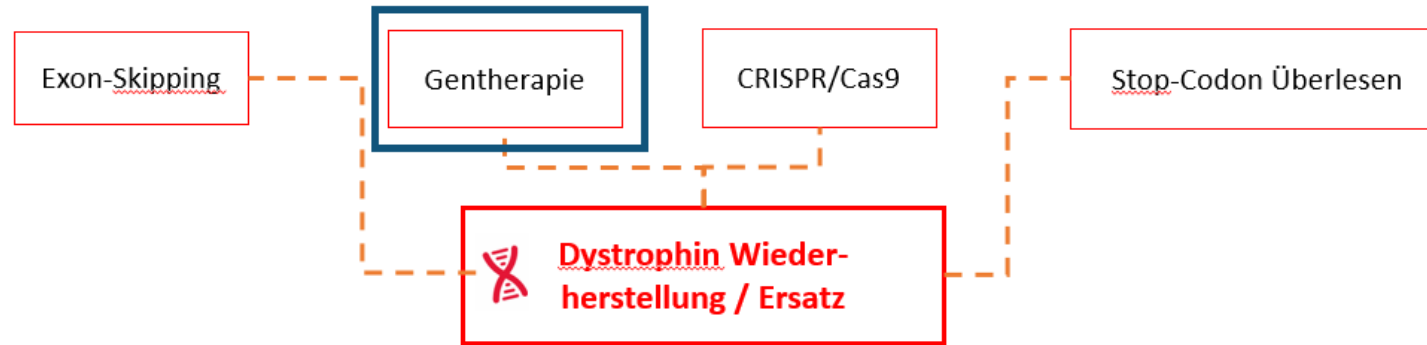 Exon-Skipping
Gentherapie
CRISPR/Cas9
Stop-Codon Überlesen
Dystrophin Wieder-
herstellung / Ersatz